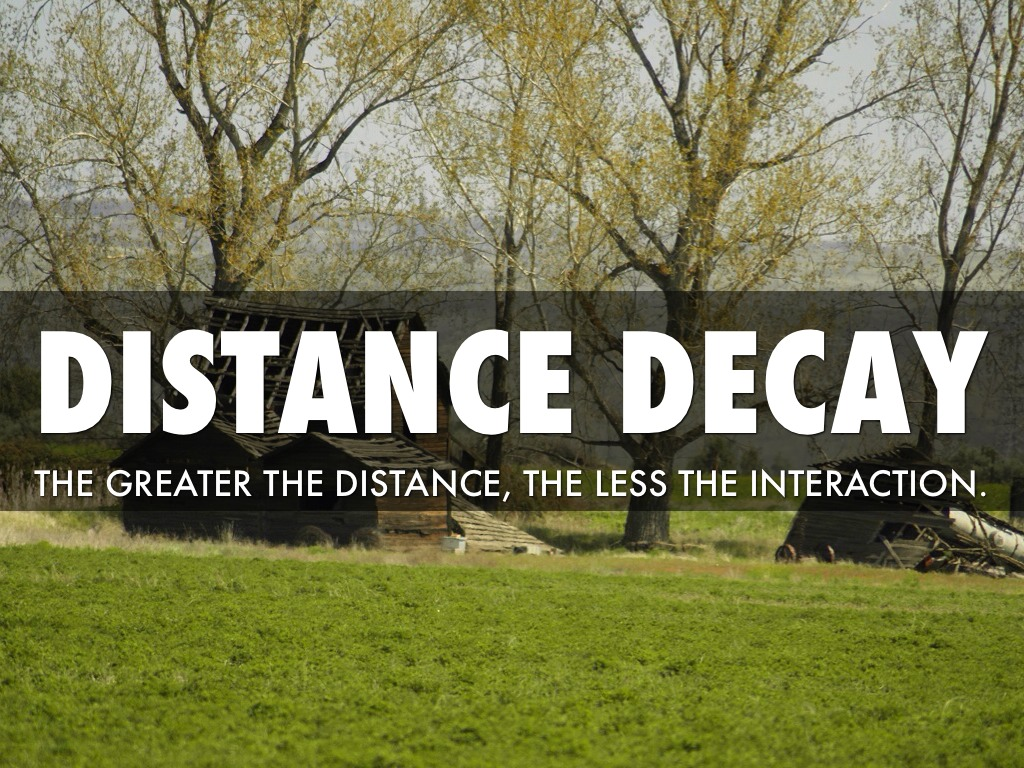 DISTANCE DECAY
THE GREATER THE DISTANCE, THE LESS THE INTERACTION.